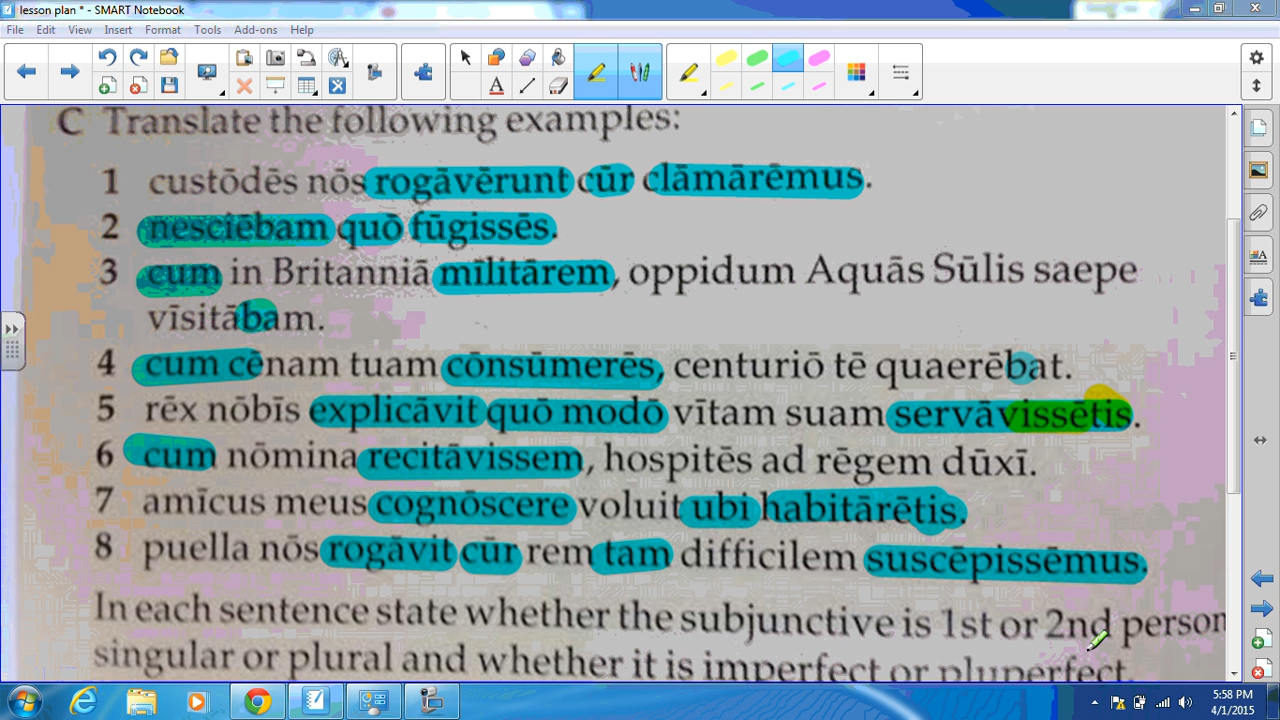 lesson plan * - SMART Notebook
File Edit View Insert Format Tools Add-ons Help
C Translate the following examples:
1 custōdēs nōs rogāvērunt cūr clāmārēmus.
2 nesciēbam quō fūgissēs.
3 cum in Britanniā mīlitārem, oppidum Aquās Sūlis saepe
vīsitābam.
4 cum cēnam tuam cōnsūmerēs, centuriō tē quaerēbat.
5 rēx nōbīs explicāvit quō modō vītam suam servāvissētis.
6 cum nōmina recitāvissem, hospitēs ad rēgem dūxī.
7 amīcus meus cognōscere voluit ubi habitārētis.
8 puella nōs rogāvit cūr rem tam difficilem suscēpissēmus.
In each sentence state whether the subjunctive is 1st or 2nd person
singular or plural and whether it is imperfect or pluperfect.
5:58 PM
4/1/2015